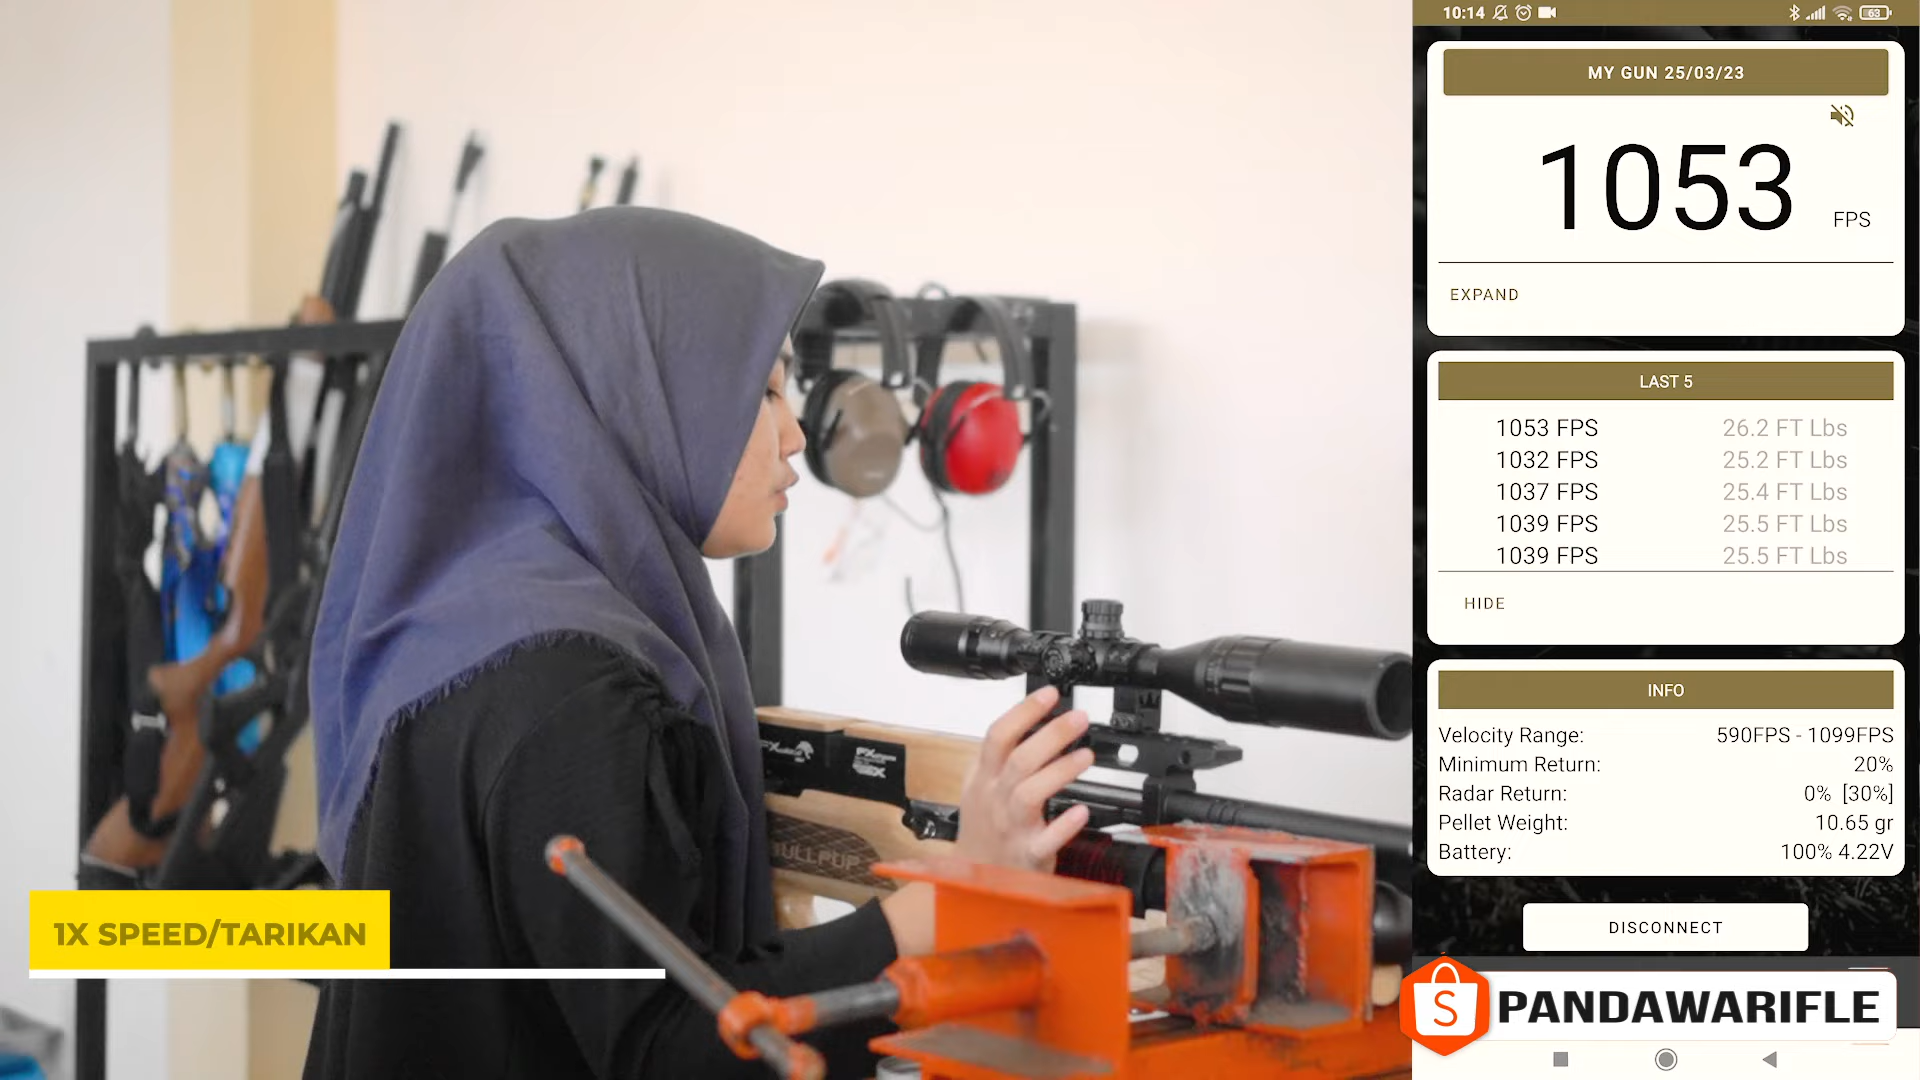 10:14
63
MY GUN 25/03/23
1053 FPS
EXPAND
LAST 5
1053 FPS 26.2 FT Lbs
1032 FPS 25.2 FT Lbs
1037 FPS 25.4 FT Lbs
1039 FPS 25.5 FT Lbs
1039 FPS 25.5 FT Lbs
HIDE
INFO
Velocity Range: 590FPS - 1099FPS
Minimum Return: 20%
Radar Return: 0% [30%]
Pellet Weight: 10.65 gr
Battery: 100% 4.22V
DISCONNECT
S PANDAWARIFLE
1X SPEED/TARIKAN
FX
FX
BULLPUP